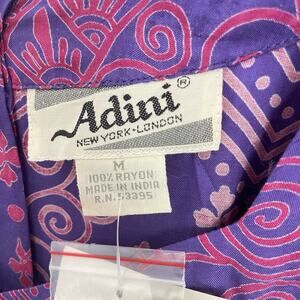 Adini®
NEW YORK • LONDON
M
100% RAYON
MADE IN INDIA
R.N. 53395